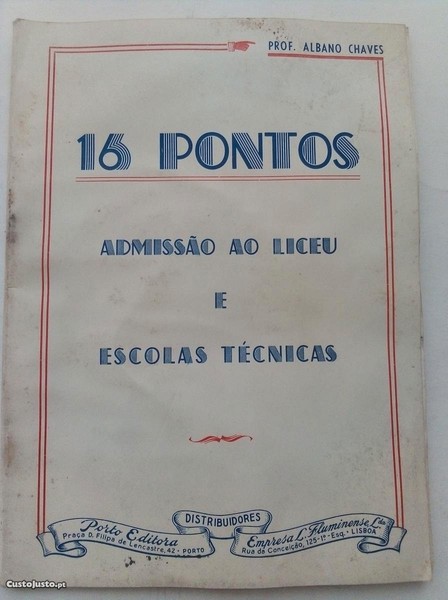 PROF. ALBANO CHAVES
16 PONTOS
ADMISSÃO AO LICEU
E
ESCOLAS TÉCNICAS
DISTRIBUIDORES
Porto Editora
Praça D. Filipa de Lencastre, 42 - PORTO
Empresa L. Fluminense Lda
Rua da Conceição, 125-1º-Esq. - LISBOA
CustoJusto.pt